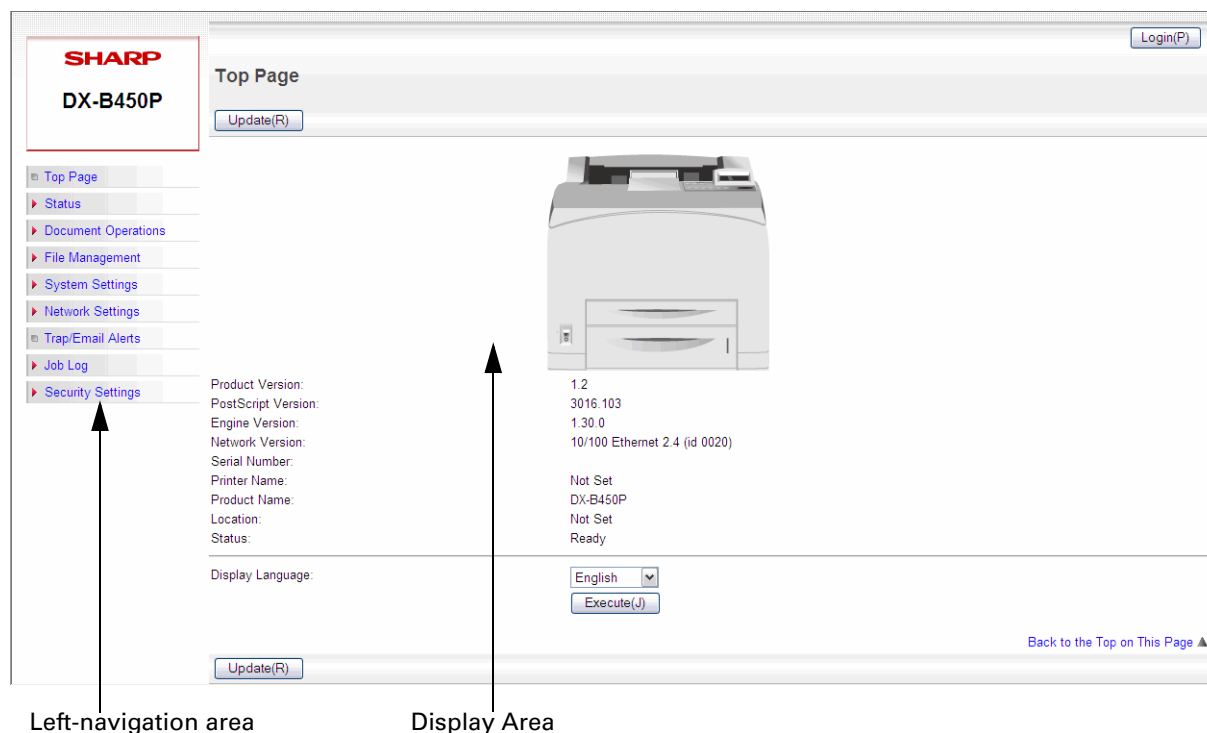 Login(P)
SHARP
DX-B450P
Top Page
Update(R)
Top Page
Status
Document Operations
File Management
System Settings
Network Settings
Trap/Email Alerts
Job Log
Security Settings
Product Version: 1.2
PostScript Version: 3016.103
Engine Version: 1.30.0
Network Version: 10/100 Ethernet 2.4 (id 0020)
Serial Number:
Printer Name: Not Set
Product Name: DX-B450P
Location: Not Set
Status: Ready
Display Language: English
Execute(J)
Back to the Top on This Page
Update(R)
Left-navigation area Display Area